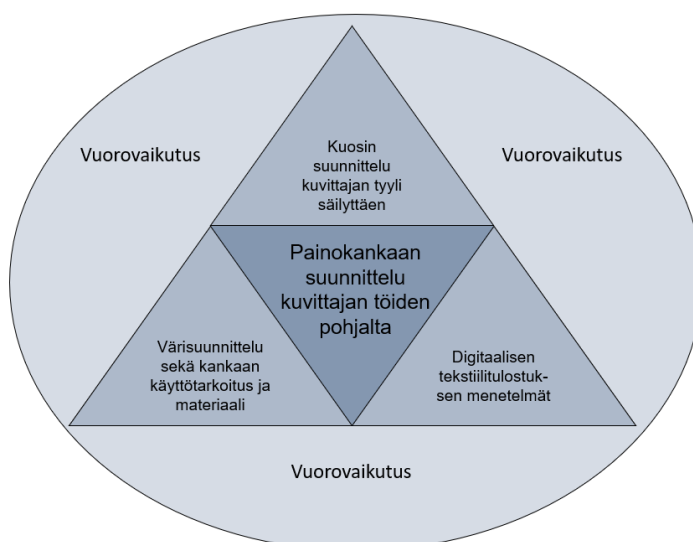 Vuorovaikutus
Vuorovaikutus
Kuosin
suunnittelu
kuvittajan tyyli
säilyttäen
Painokankaan
suunnittelu
kuvittajan töiden
pohjalta
Värisuunnittelu
sekä kankaan
käyttötarkoitus ja
materiaali
Digitaalisen
tekstiilitulostuk-
sen menetelmät
Vuorovaikutus